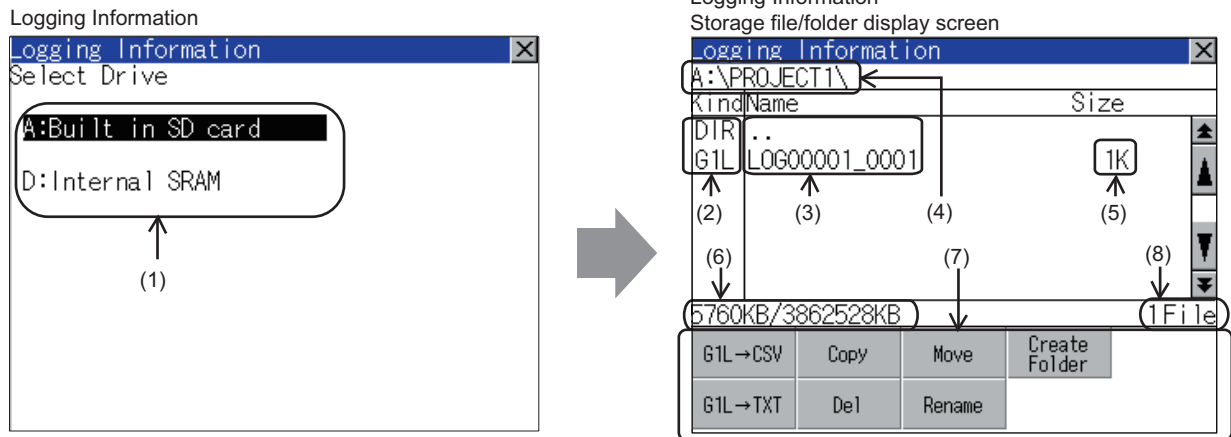 Logging Information
Logging Information
Select Drive
A:Built in SD card
D:Internal SRAM
(1)
Logging Information
Storage file/folder display screen
Logging Information
A:\PROJECT1\
Kind Name Size
DIR ..
G1L LOG00001_0001 1K
(2) (3) (4) (5)
(6) (7) (8)
5760KB/3862528KB 1File
G1L→CSV Copy Move Create Folder
G1L→TXT Del Rename